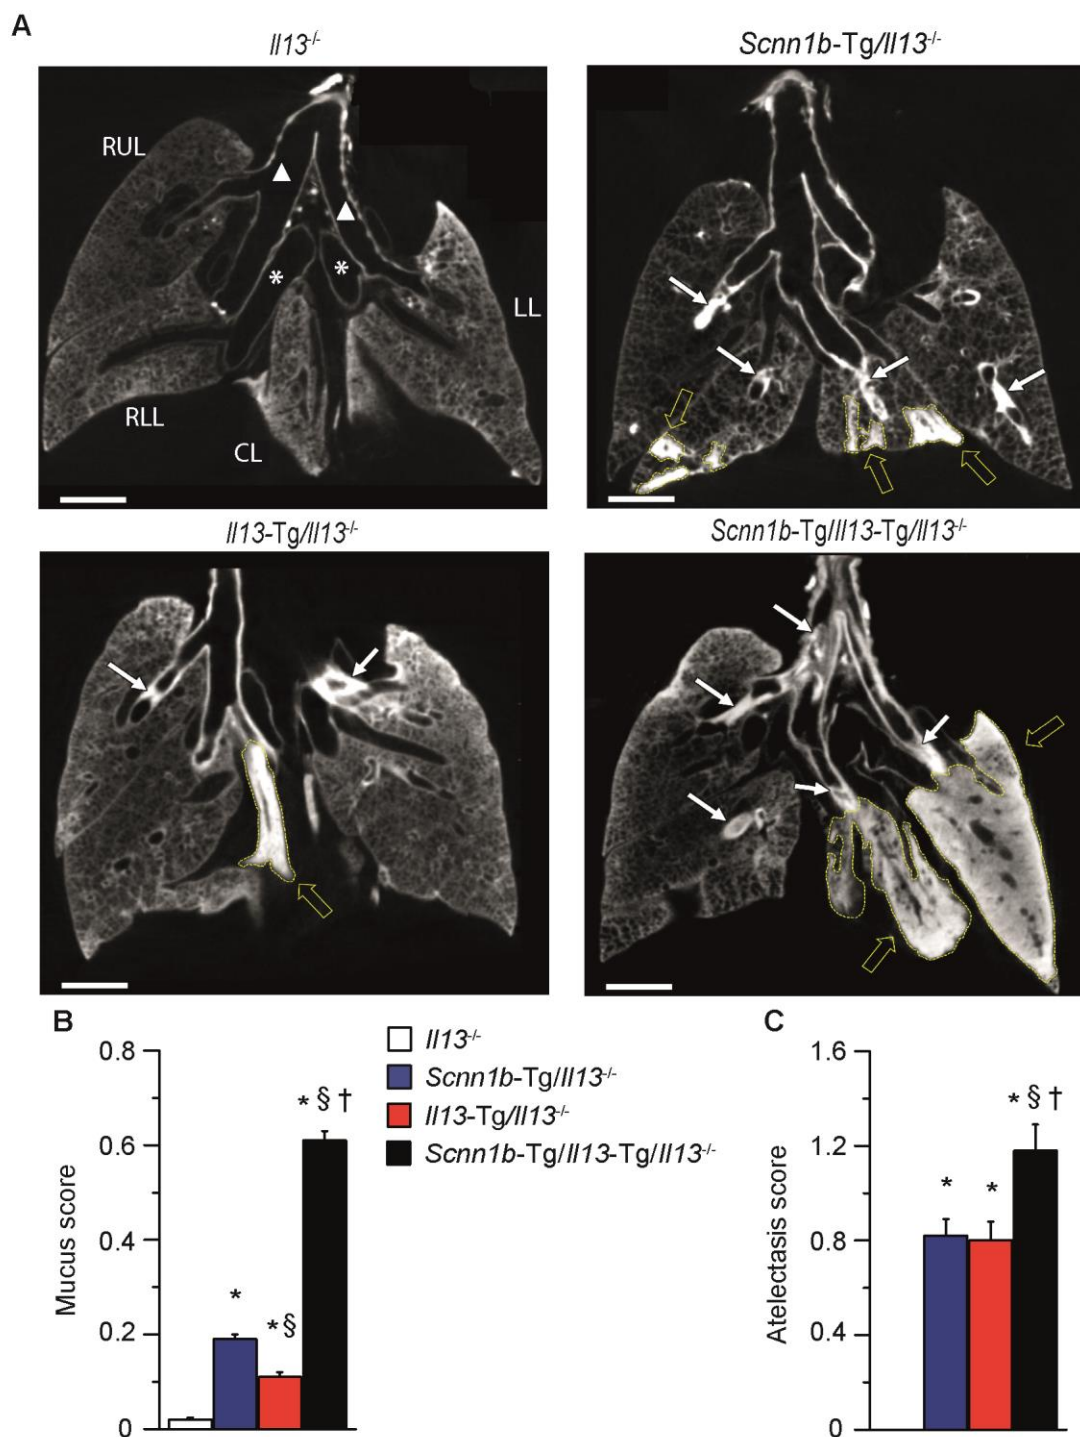 A
Il13-/-
Scnn1b-Tg/Il13-/-
RUL
LL
RLL
CL
*
*
Il13-Tg/Il13-/-
Scnn1b-Tg/Il13-Tg/Il13-/-
B
C
Il13-/-
Scnn1b-Tg/Il13-/-
Il13-Tg/Il13-/-
Scnn1b-Tg/Il13-Tg/Il13-/-
Mucus score
0.8
0.6
0.4
0.2
0
*
* §
* § †
Atelectasis score
1.6
1.2
0.8
0.4
0
*
*
* § †